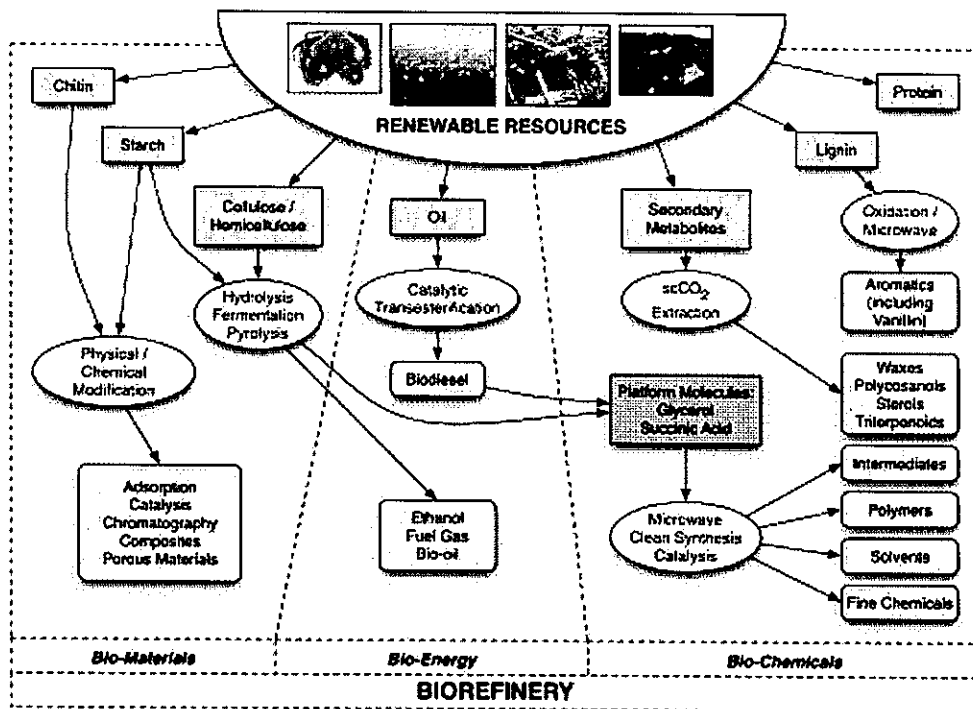 RENEWABLE RESOURCES
Chitin
Starch
Cellulose /
Hemicellulose
Oil
Secondary
Metabolites
Lignin
Protein
Hydrolysis
Fermentation
Pyrolysis
Catalytic
Transesterification
scCO2
Extraction
Oxidation /
Microwave
Aromatics
(including
Vanillin)
Physical /
Chemical
Modification
Biodiesel
Platform Molecules:
Glycerol
Succinic Acid
Waxes
Polycosanols
Sterols
Triterpenoids
Adsorption
Catalysis
Chromatography
Composites
Porous Materials
Ethanol
Fuel Gas
Bio-oil
Microwave
Clean Synthesis
Catalysis
Intermediates
Polymers
Solvents
Fine Chemicals
Bio-Materials
Bio-Energy
Bio-Chemicals
BIOREFINERY